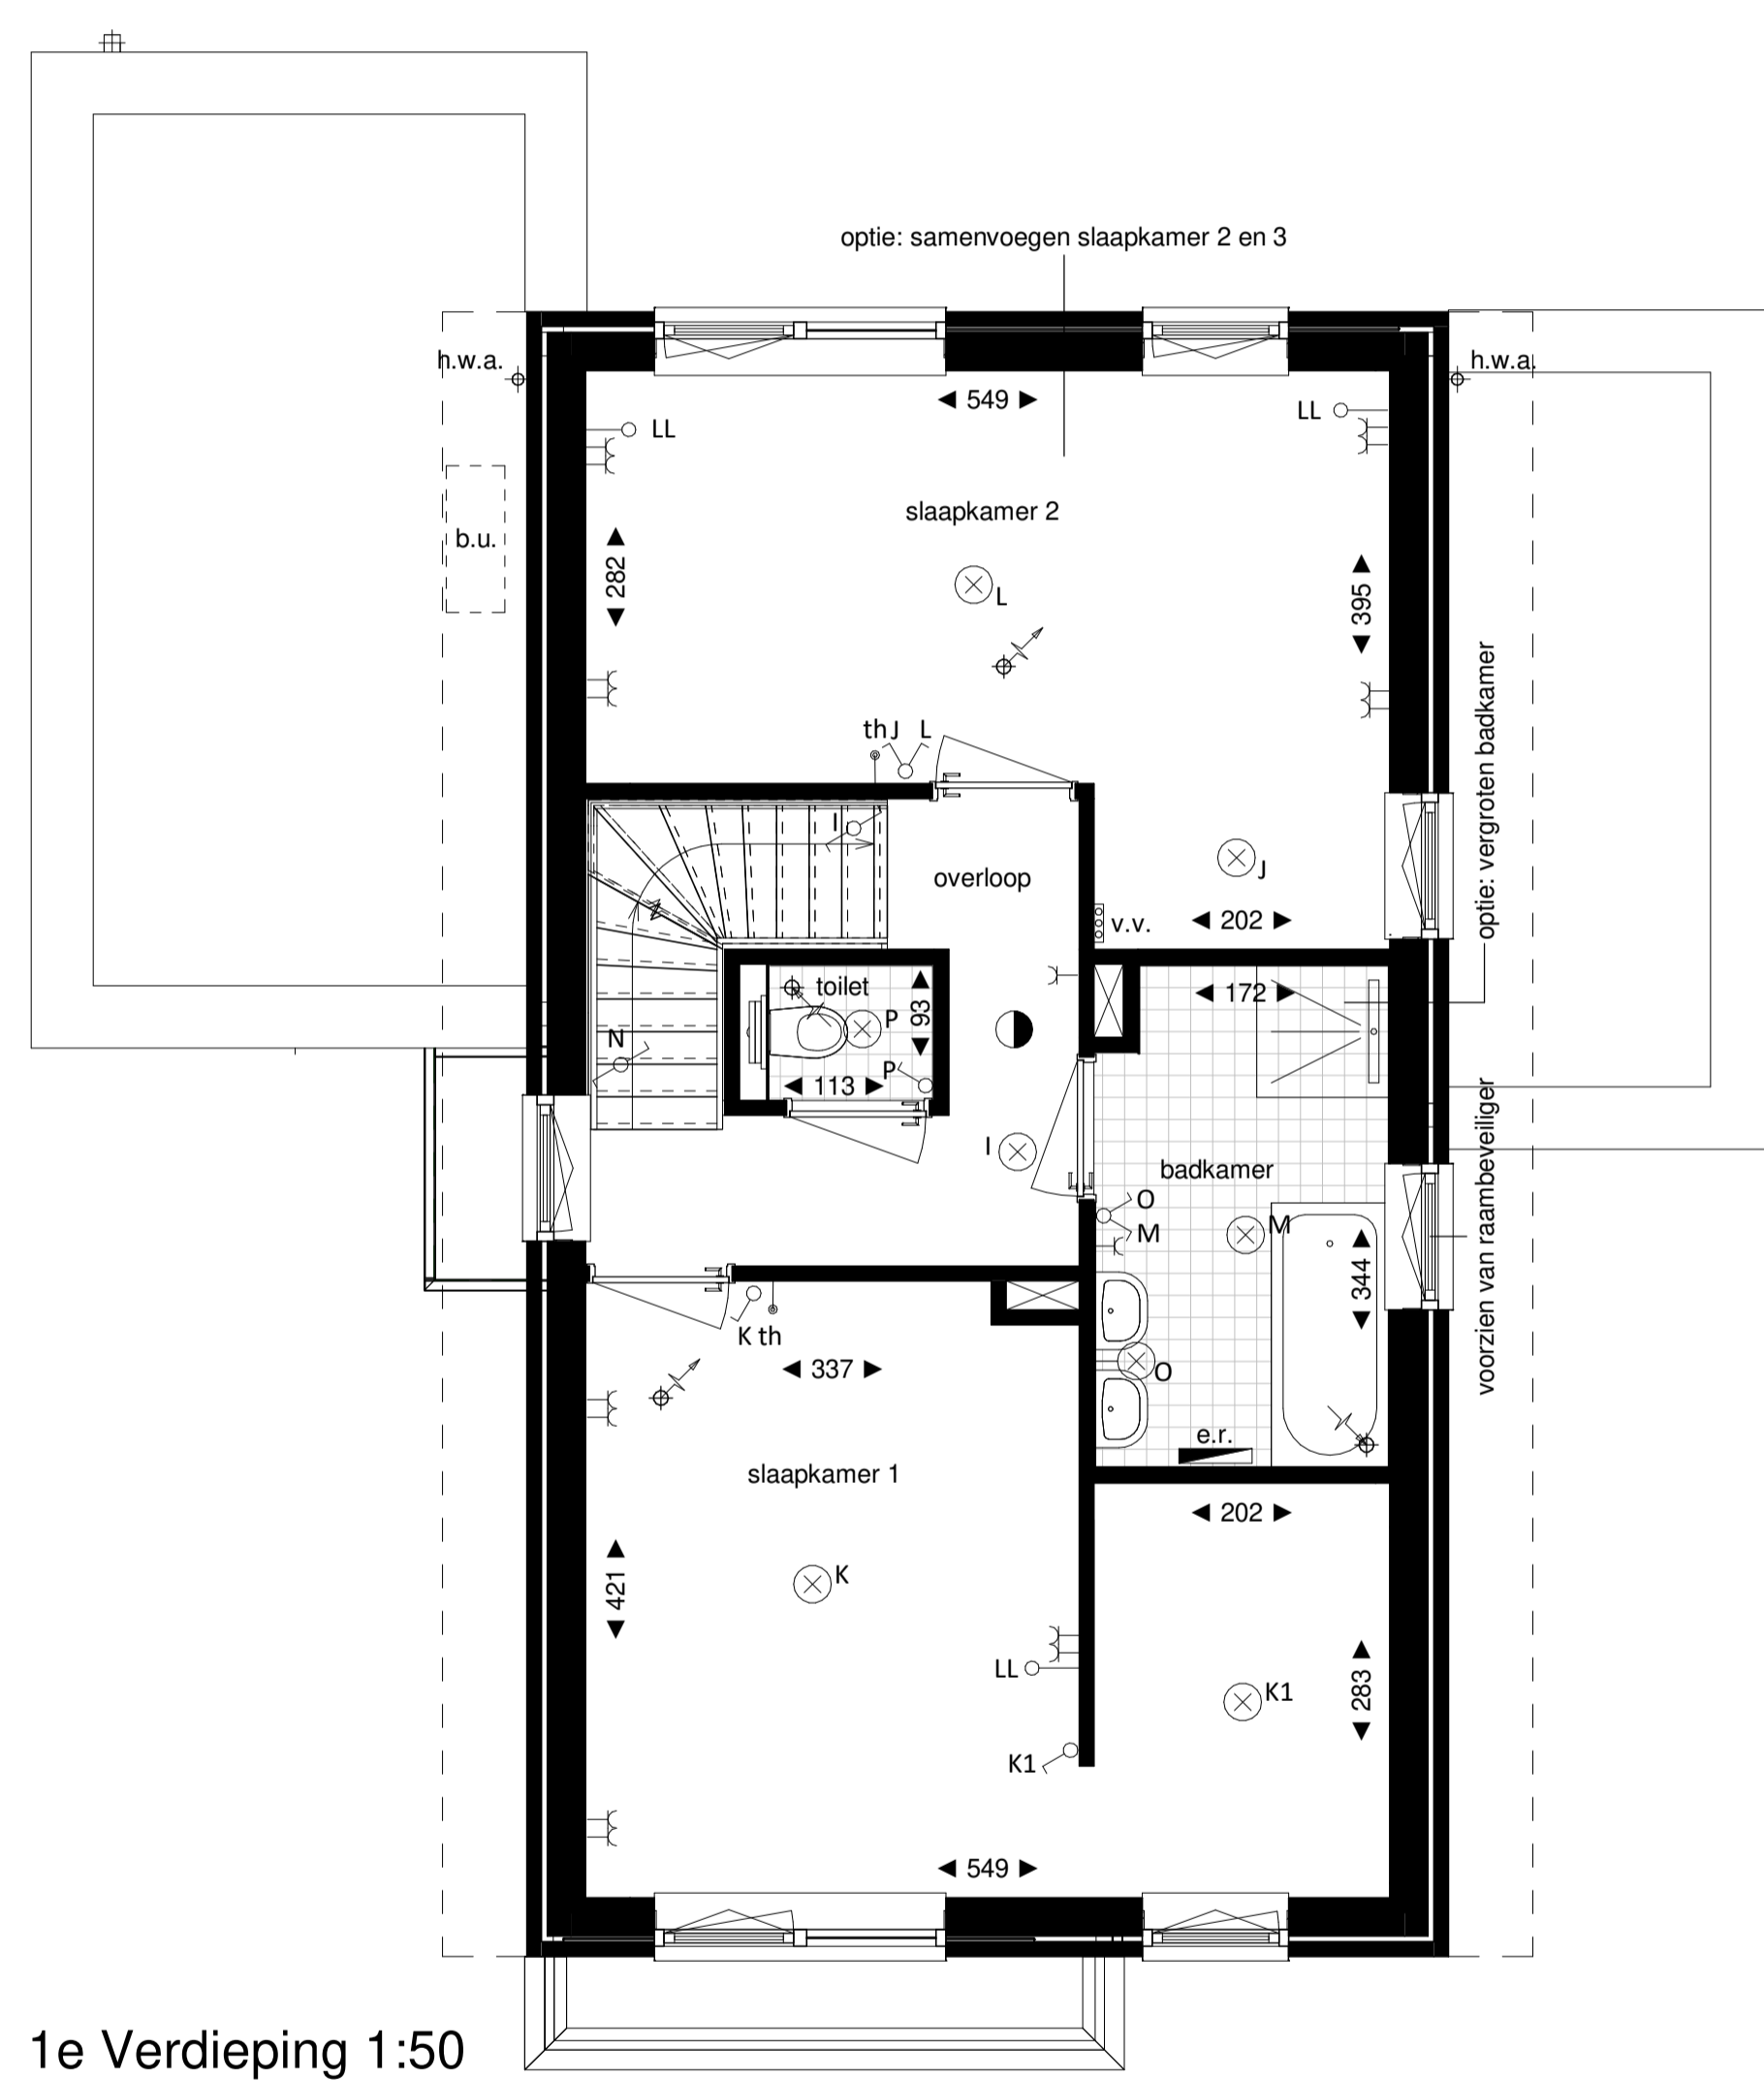 optie: samenvoegen slaapkamer 2 en 3
h.w.a.
h.w.a.
549
LL
LL
slaapkamer 2
b.u.
282
L
395
optie: vergroten badkamer
th J L
I
overloop
J
v.v.
202
toilet
172
P
93
N
P
113
I
badkamer
voorzien van raambeveiliger
O
M
M
344
K th
337
O
e.r.
slaapkamer 1
202
421
K
LL
K1
283
K1
549
1e Verdieping 1:50